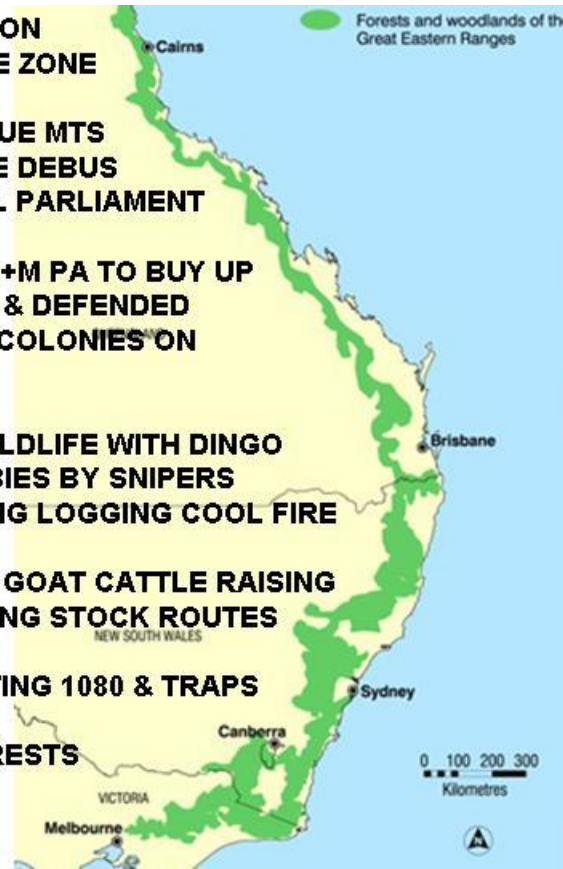 ON
Forests and woodlands of the
Great Eastern Ranges
Cairns
E ZONE
UE MTS
E DEBUS
L PARLIAMENT
+M PA TO BUY UP
& DEFENDED
COLONIES ON
LDLIFE WITH DINGO
Brisbane
BIES BY SNIPERS
NG LOGGING COOL FIRE
GOAT CATTLE RAISING
NG STOCK ROUTES
NEW SOUTH WALES
TING 1080 & TRAPS
Sydney
Canberra
RESTS
0 100 200 300
Kilometres
VICTORIA
Melbourne